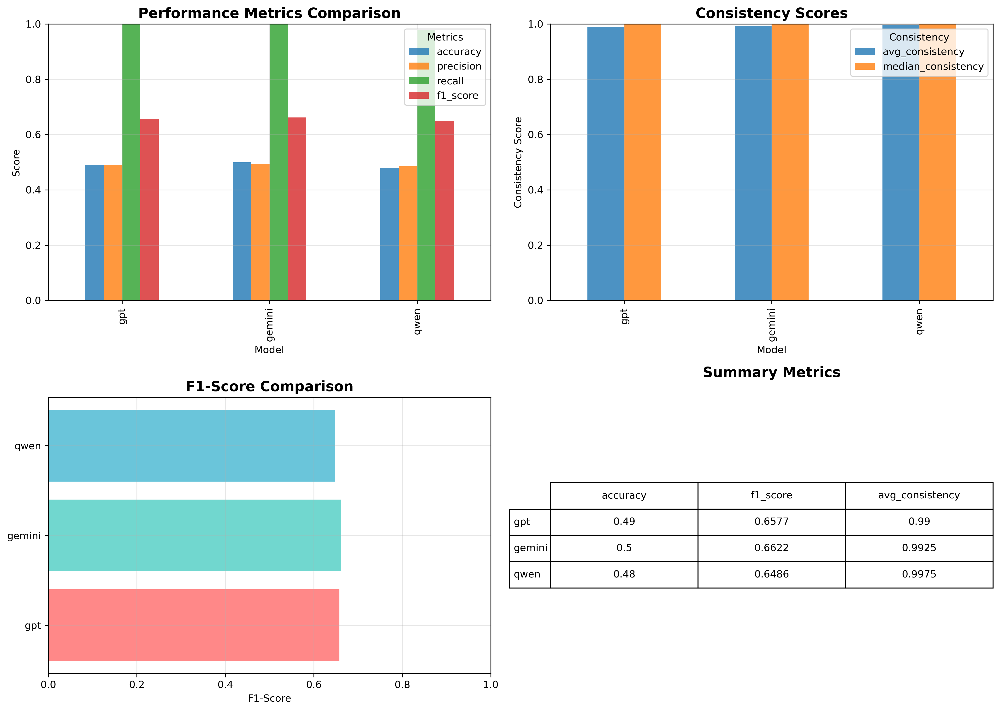 Performance Metrics Comparison
1.0
0.8
0.6
0.4
0.2
0.0
Score
Metrics
accuracy
precision
recall
f1_score
gpt
gemini
qwen
Model
Consistency Scores
1.0
0.8
0.6
0.4
0.2
0.0
Consistency Score
Consistency
avg_consistency
median_consistency
gpt
gemini
qwen
Model
F1-Score Comparison
qwen
gemini
gpt
0.0 0.2 0.4 0.6 0.8 1.0
F1-Score
Summary Metrics
accuracy f1_score avg_consistency
gpt 0.49 0.6577 0.99
gemini 0.5 0.6622 0.9925
qwen 0.48 0.6486 0.9975